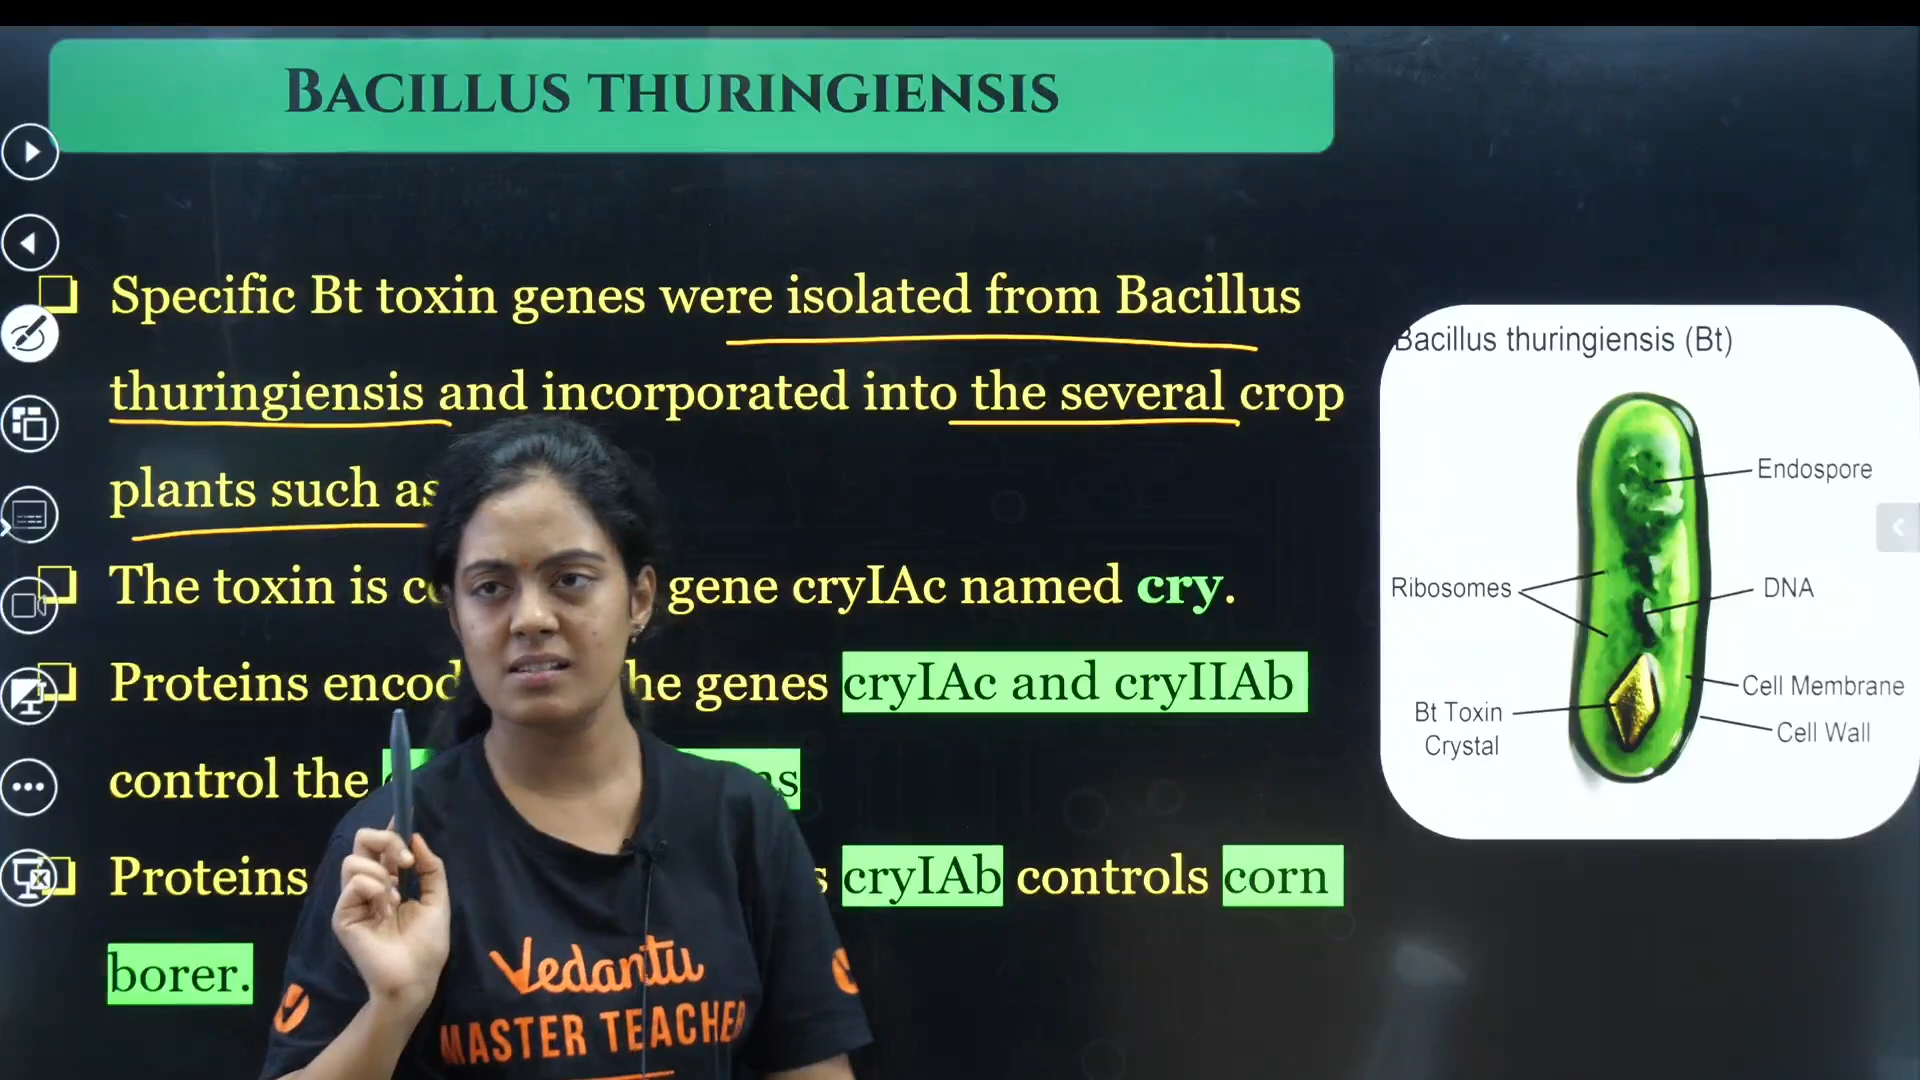 BACILLUS THURINGIENSIS
Specific Bt toxin genes were isolated from Bacillus
thuringiensis and incorporated into the several crop
plants such as
The toxin is gene cryIAc named cry.
Proteins genes cryIAc and cryIIAb
control the
Proteins cryIAb controls corn
borer.
Bacillus thuringiensis (Bt)
Endospore
Ribosomes
DNA
Cell Membrane
Bt Toxin
Crystal
Cell Wall
Vedantu
MASTER TEACHER